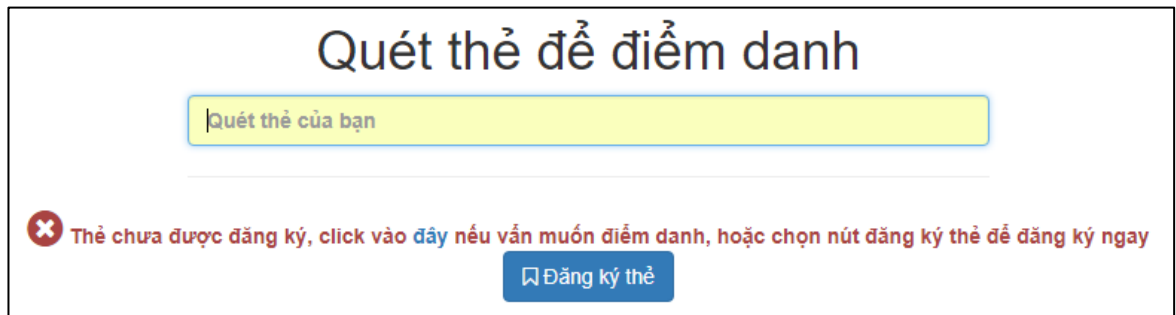 Quét thẻ để điểm danh
Quét thẻ của bạn
Thẻ chưa được đăng ký, click vào đây nếu vẫn muốn điểm danh, hoặc chọn nút đăng ký thẻ để đăng ký ngay
Đăng ký thẻ